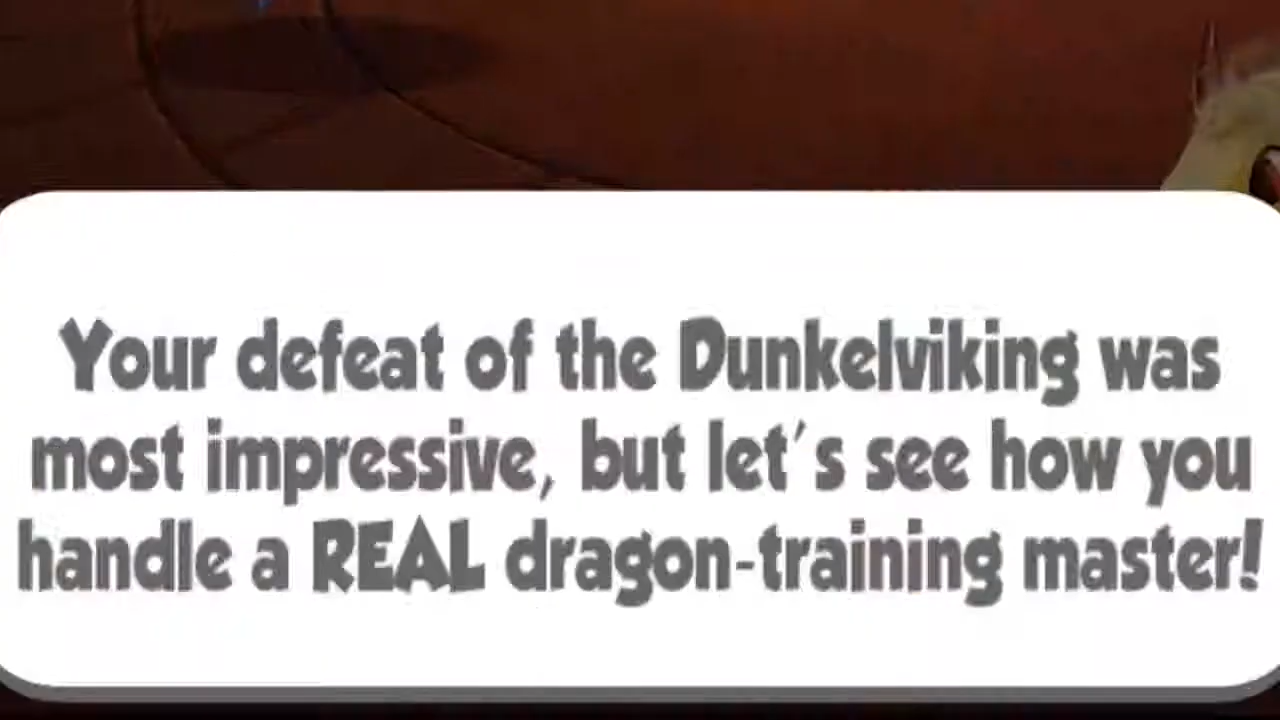 Your defeat of the Dunkelviking was
most impressive, but let's see how you
handle a REAL dragon-training master!